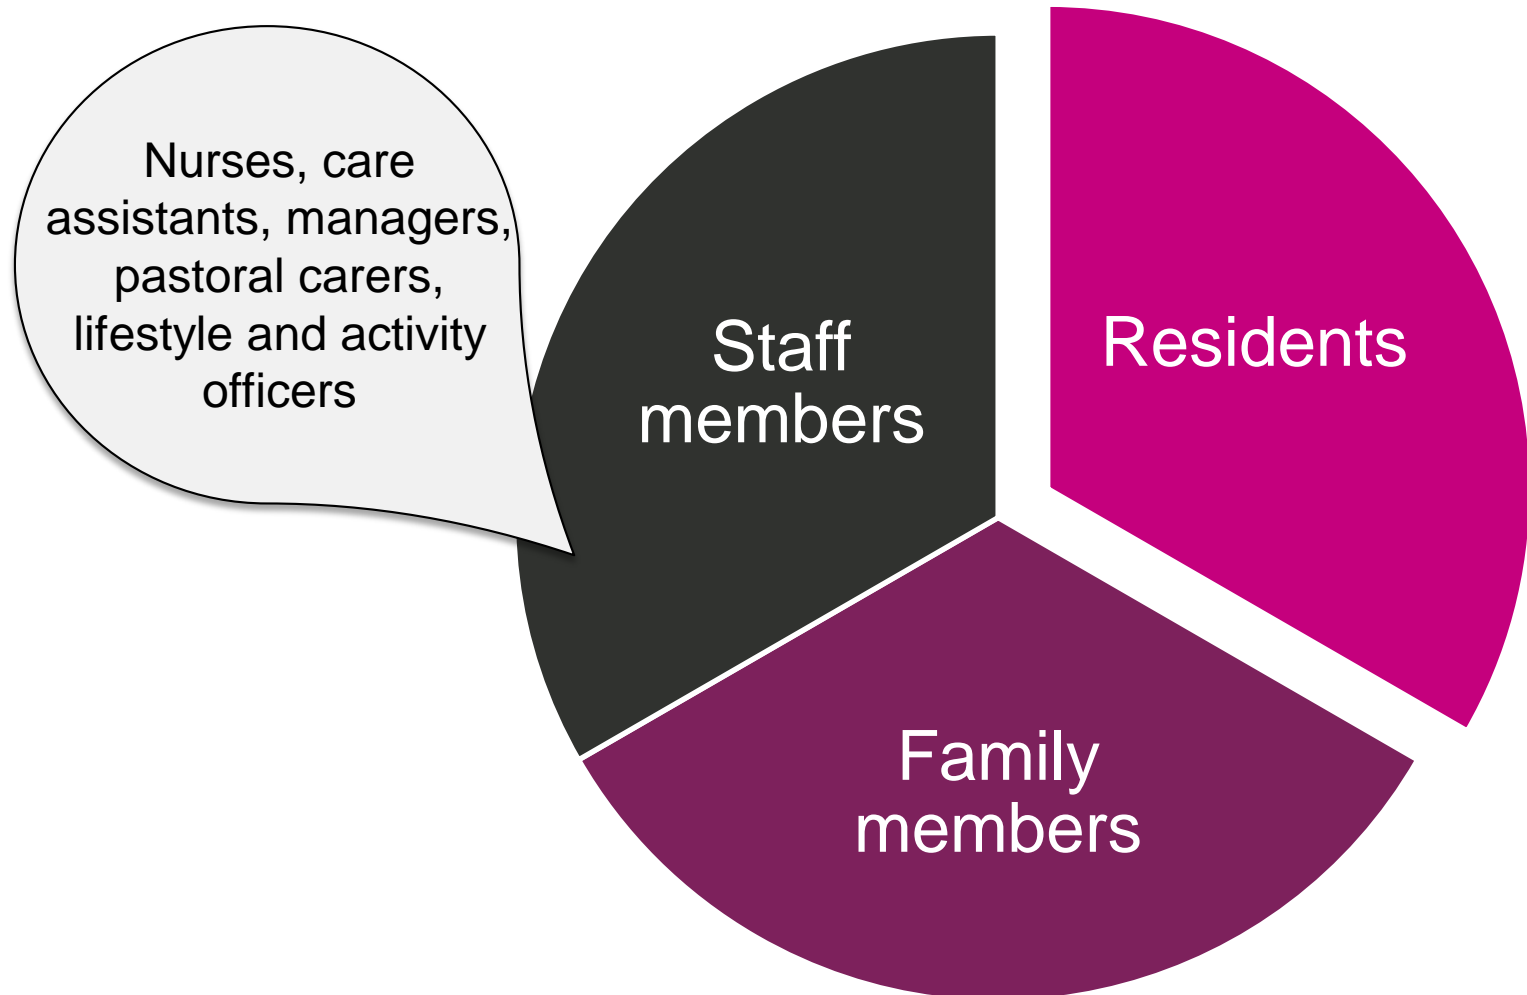 Nurses, care
assistants, managers,
pastoral carers,
lifestyle and activity
officers
Staff
members
Residents
Family
members